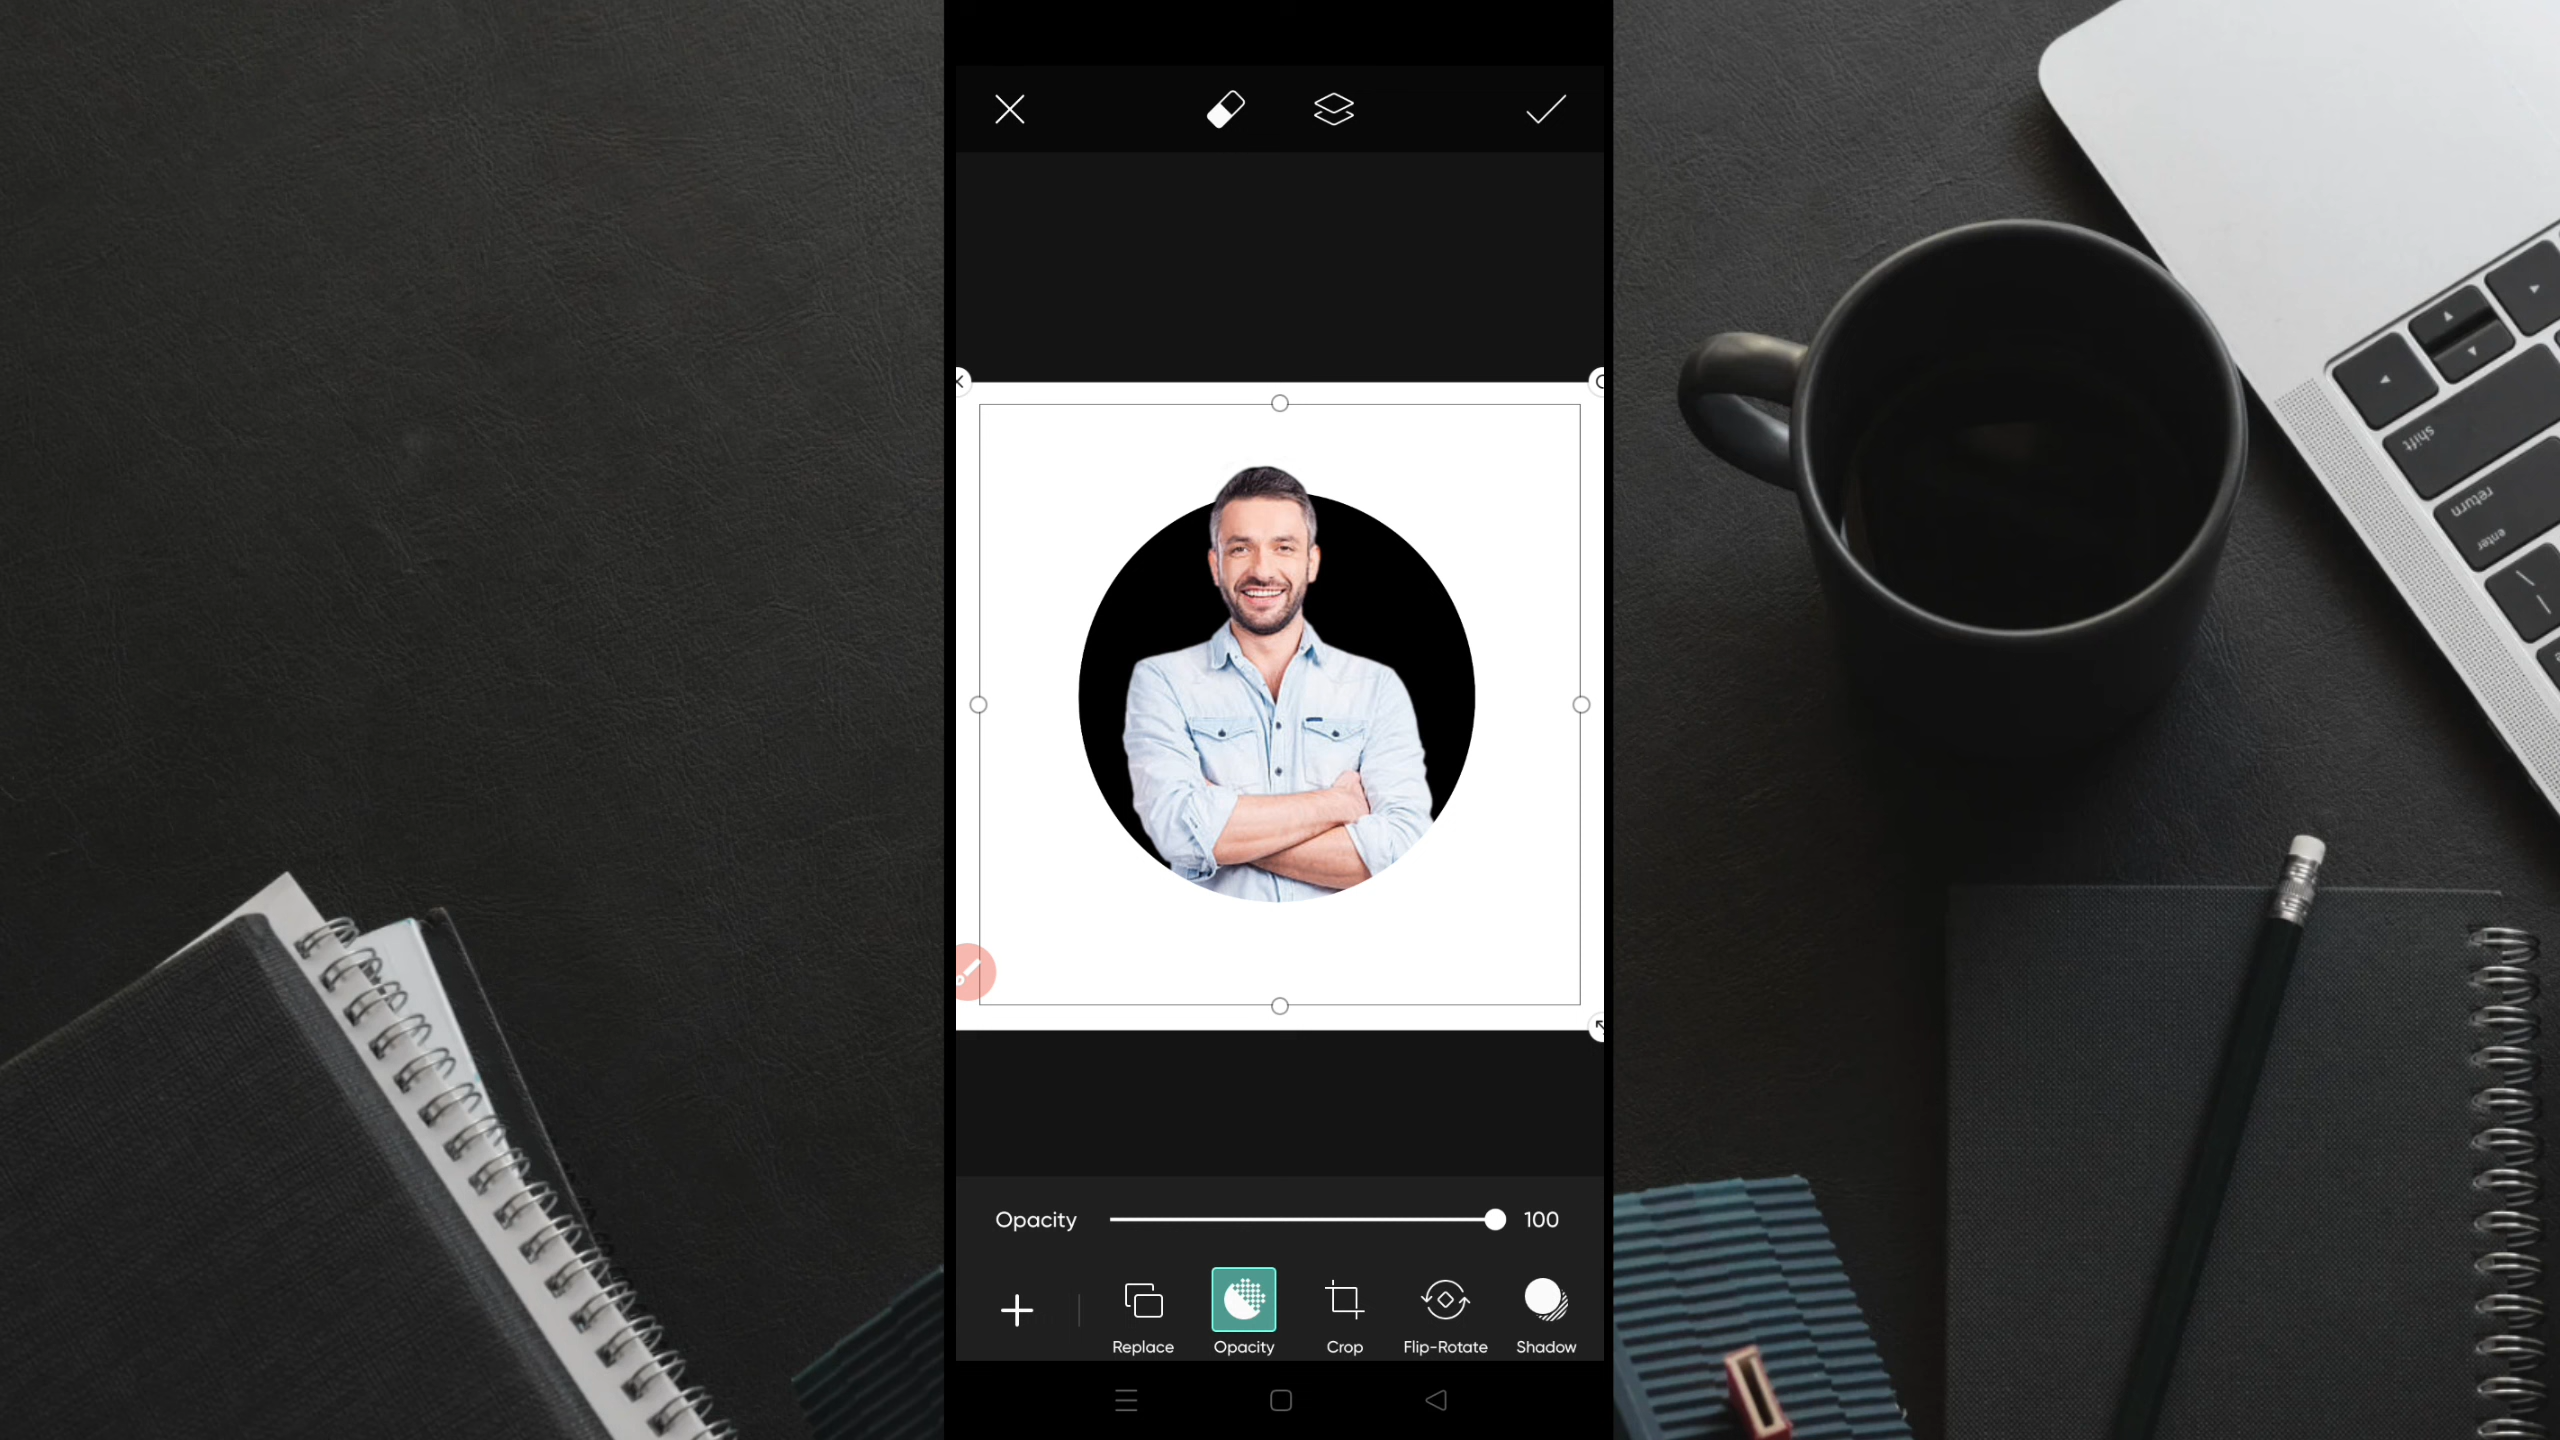 shift
return
enter
Opacity 100
Replace Opacity Crop Flip-Rotate Shadow